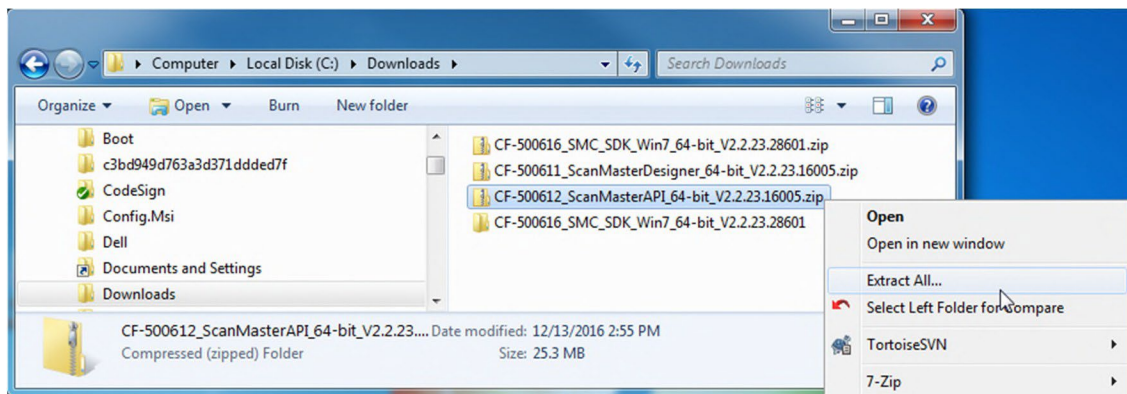 Computer Local Disk (C:) Downloads
Search Downloads
Organize Open Burn New folder
Boot
c3bd949d763a3d371ddded7f
CodeSign
Config.Msi
Dell
Documents and Settings
Downloads
CF-500616_SMC_SDK_Win7_64-bit_V2.2.23.28601.zip
CF-500611_ScanMasterDesigner_64-bit_V2.2.23.16005.zip
CF-500612_ScanMasterAPI_64-bit_V2.2.23.16005.zip
CF-500616_SMC_SDK_Win7_64-bit_V2.2.23.28601
Open
Open in new window
Extract All...
Select Left Folder for Compare
TortoiseSVN
7-Zip
CF-500612_ScanMasterAPI_64-bit_V2.2.23.... Date modified: 12/13/2016 2:55 PM
Compressed (zipped) Folder Size: 25.3 MB